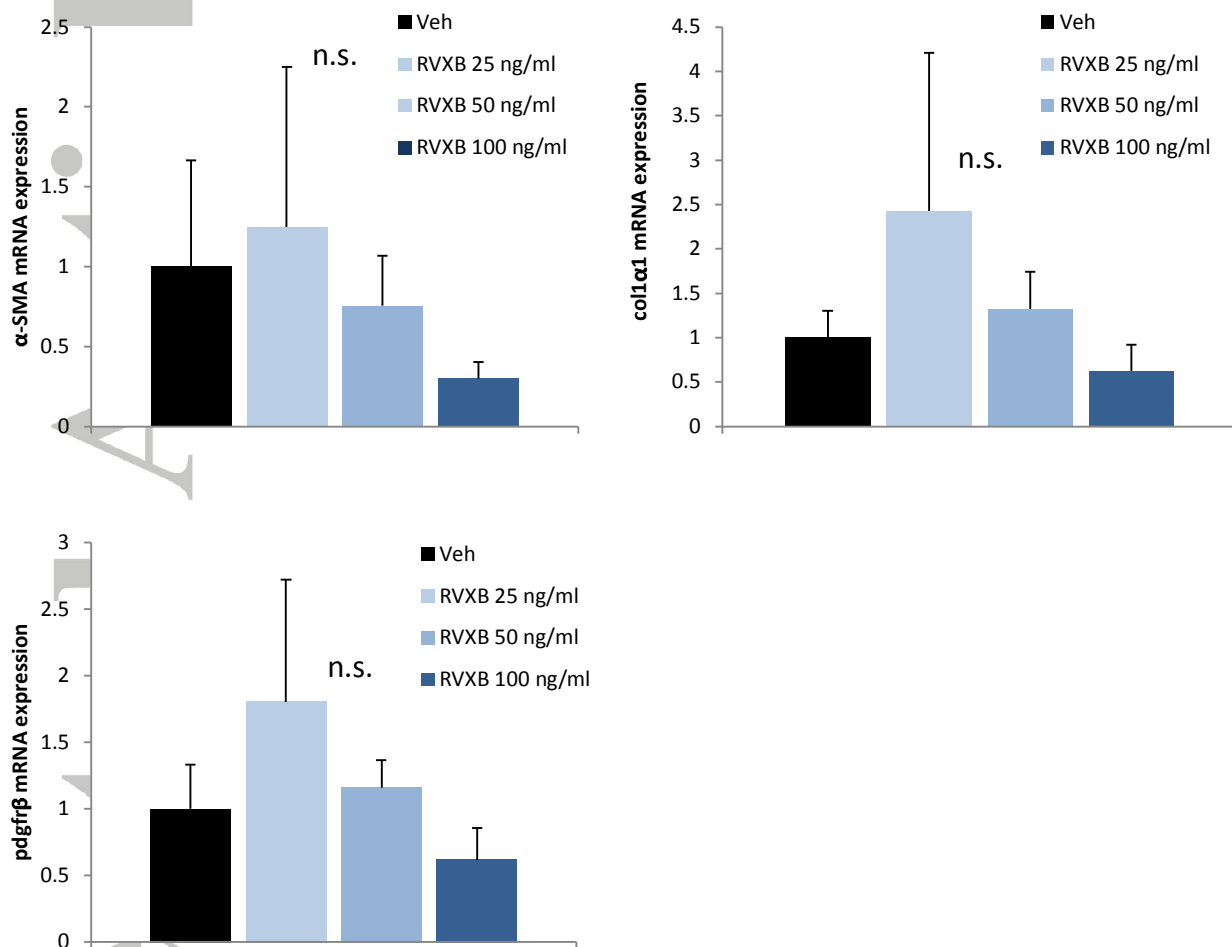 α-SMA mRNA expression
2.5
2
1.5
1
0.5
0
n.s.
Veh
RVXB 25 ng/ml
RVXB 50 ng/ml
RVXB 100 ng/ml
col1α1 mRNA expression
4.5
4
3.5
3
2.5
2
1.5
1
0.5
0
n.s.
Veh
RVXB 25 ng/ml
RVXB 50 ng/ml
RVXB 100 ng/ml
pdgfrβ mRNA expression
3
2.5
2
1.5
1
0.5
0
n.s.
Veh
RVXB 25 ng/ml
RVXB 50 ng/ml
RVXB 100 ng/ml